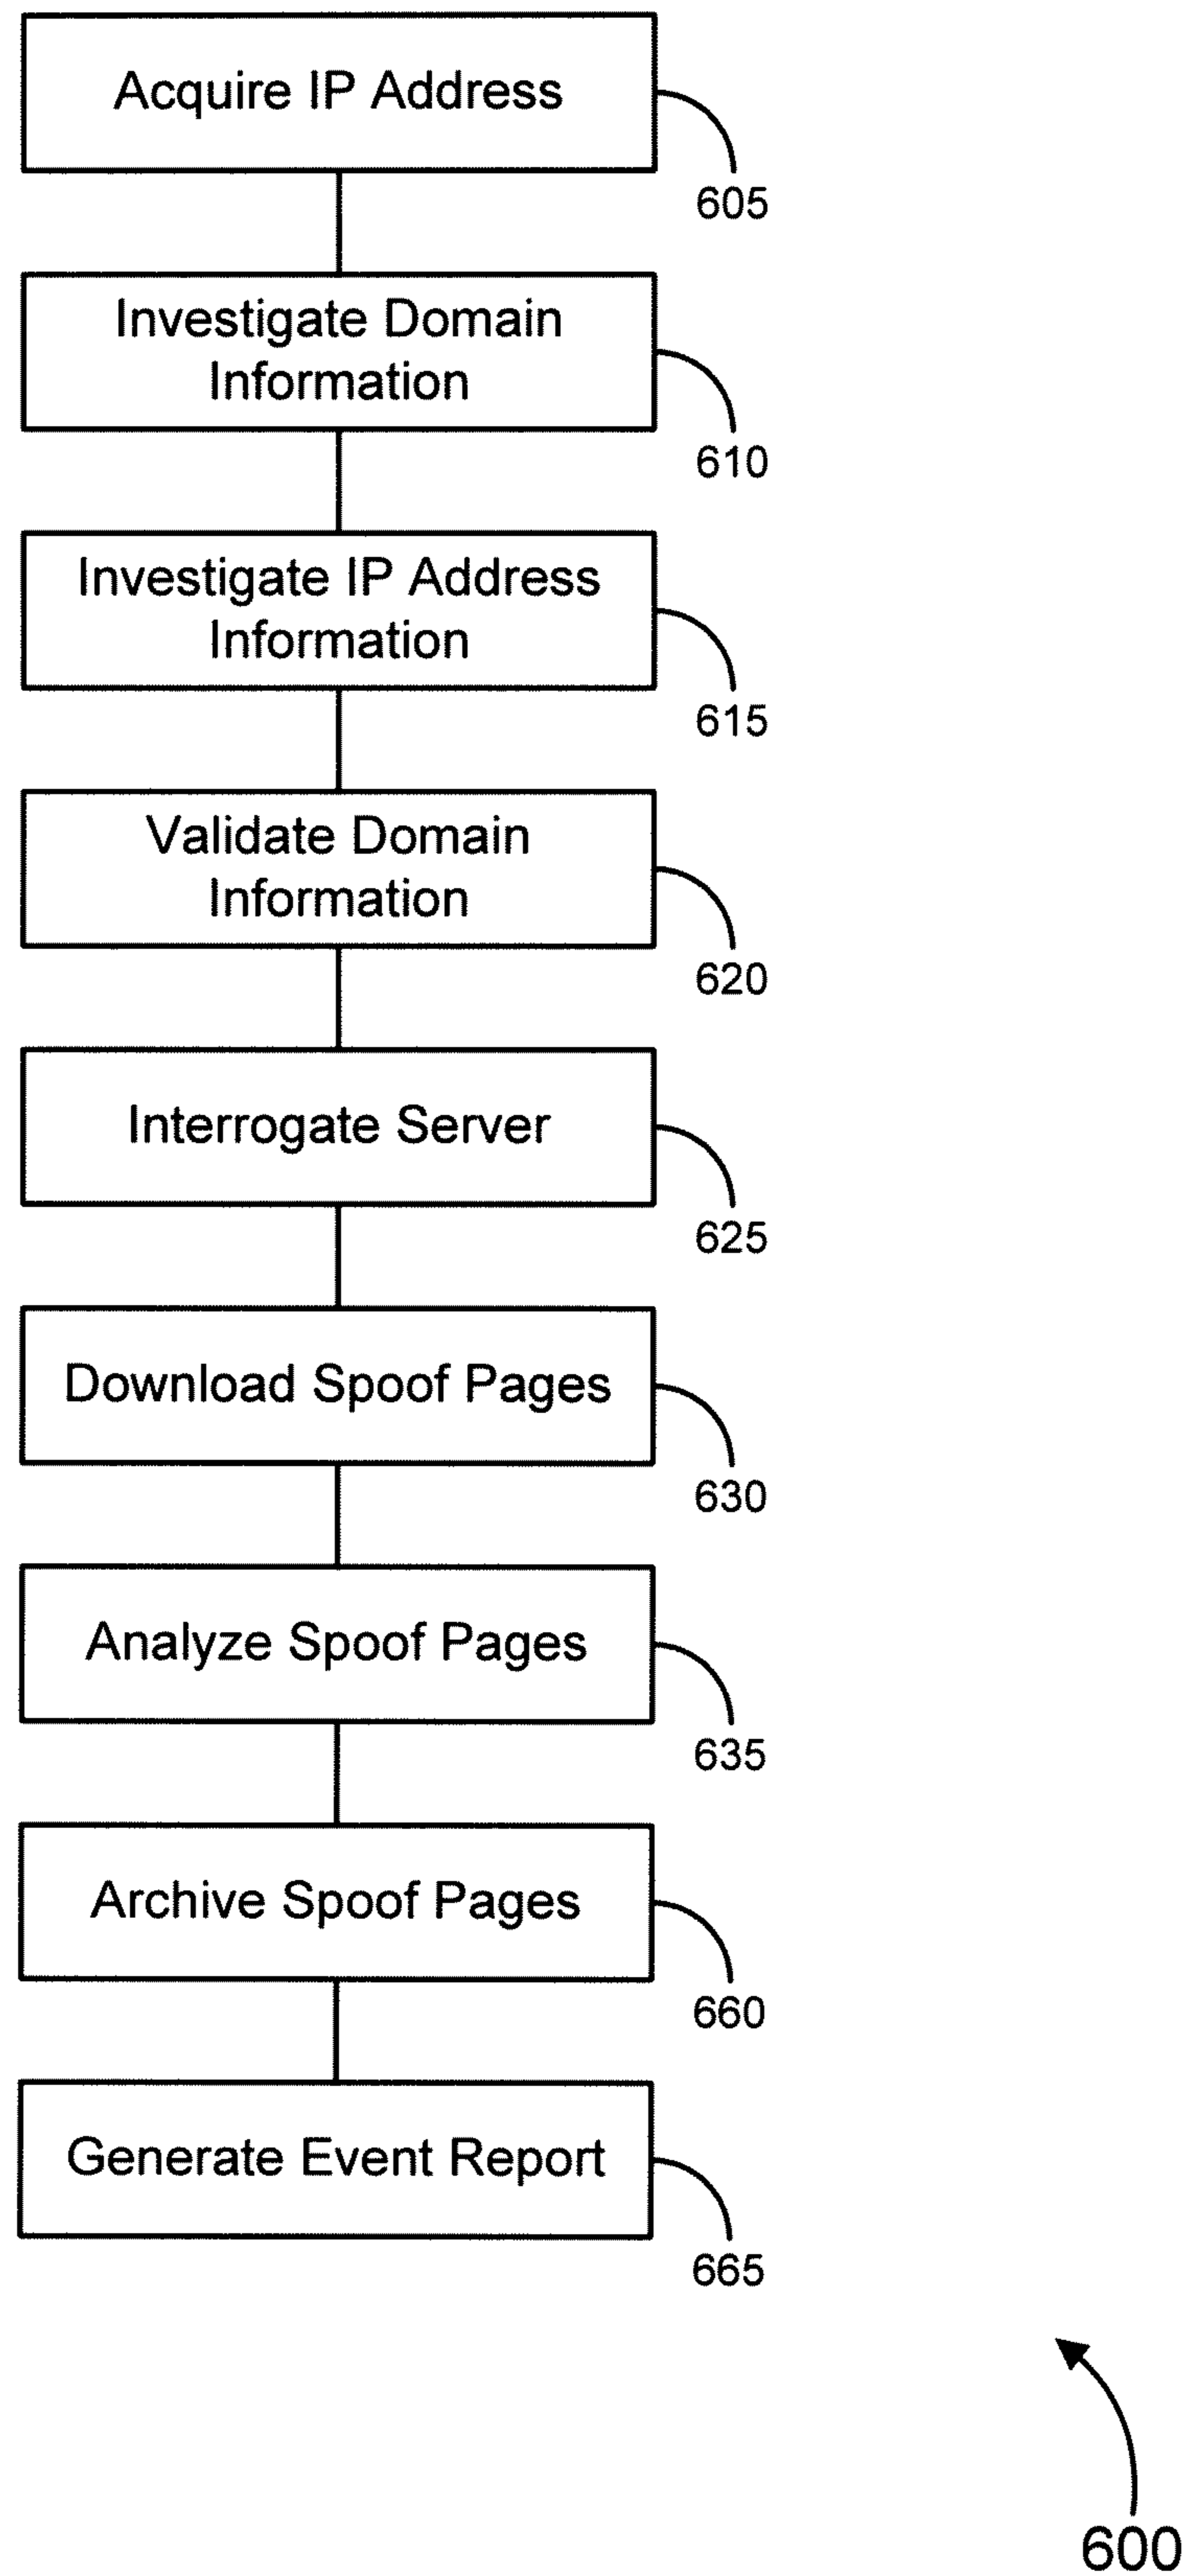 Acquire IP Address
605
Investigate Domain
Information
610
Investigate IP Address
Information
615
Validate Domain
Information
620
Interrogate Server
625
Download Spoof Pages
630
Analyze Spoof Pages
635
Archive Spoof Pages
660
Generate Event Report
665
600